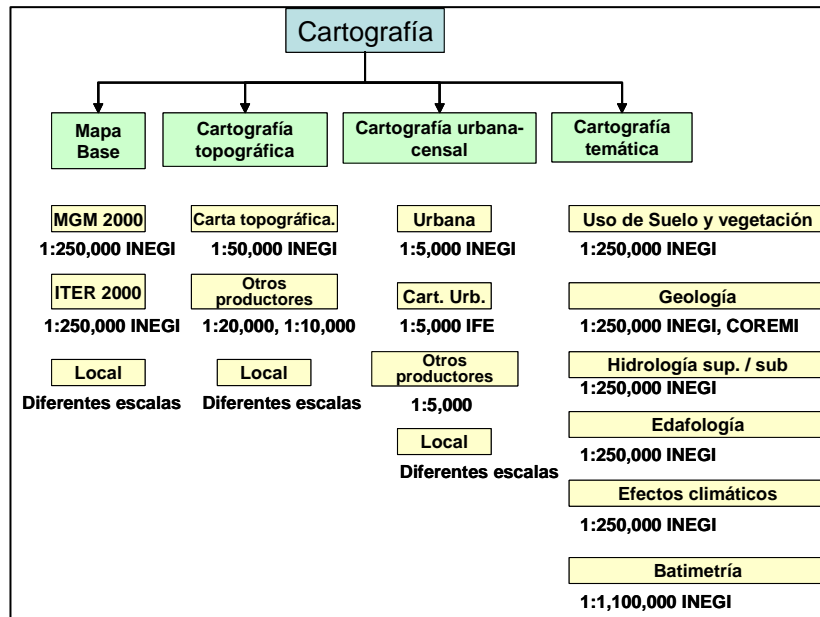 Cartografía
Mapa
Base
Cartografía
topográfica
Cartografía urbana-
censal
Cartografía
temática
MGM 2000
1:250,000 INEGI
ITER 2000
1:250,000 INEGI
Local
Diferentes escalas
Carta topográfica.
1:50,000 INEGI
Otros
productores
1:20,000, 1:10,000
Local
Diferentes escalas
Urbana
1:5,000 INEGI
Cart. Urb.
1:5,000 IFE
Otros
productores
1:5,000
Local
Diferentes escalas
Uso de Suelo y vegetación
1:250,000 INEGI
Geología
1:250,000 INEGI, COREMI
Hidrología sup. / sub
1:250,000 INEGI
Edafología
1:250,000 INEGI
Efectos climáticos
1:250,000 INEGI
Batimetría
1:1,100,000 INEGI